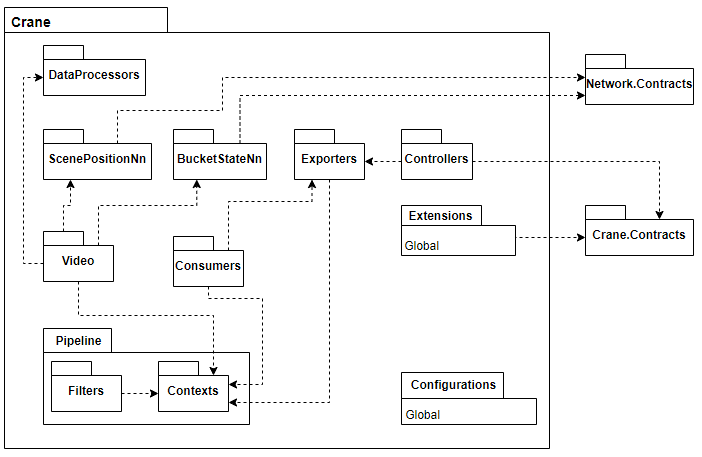 Crane
DataProcessors
Network.Contracts
ScenePositionNn
BucketStateNn
Exporters
Controllers
Extensions
Global
Crane.Contracts
Video
Consumers
Pipeline
Filters
Contexts
Configurations
Global